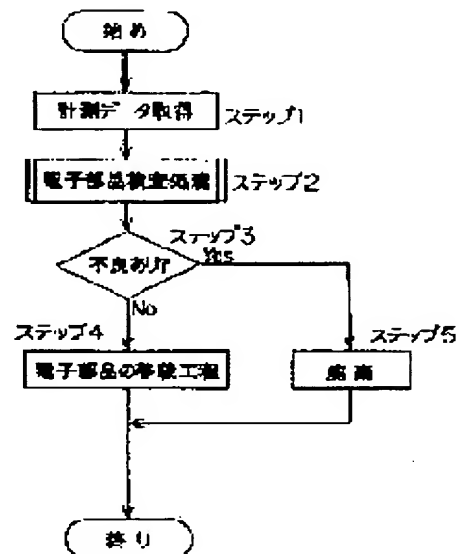 始め
計測データ取得
ステップ1
電子部品検査処理
ステップ2
ステップ3
不良あり?
Yes
No
ステップ4
ステップ5
電子部品の移載工程
廃棄
終り